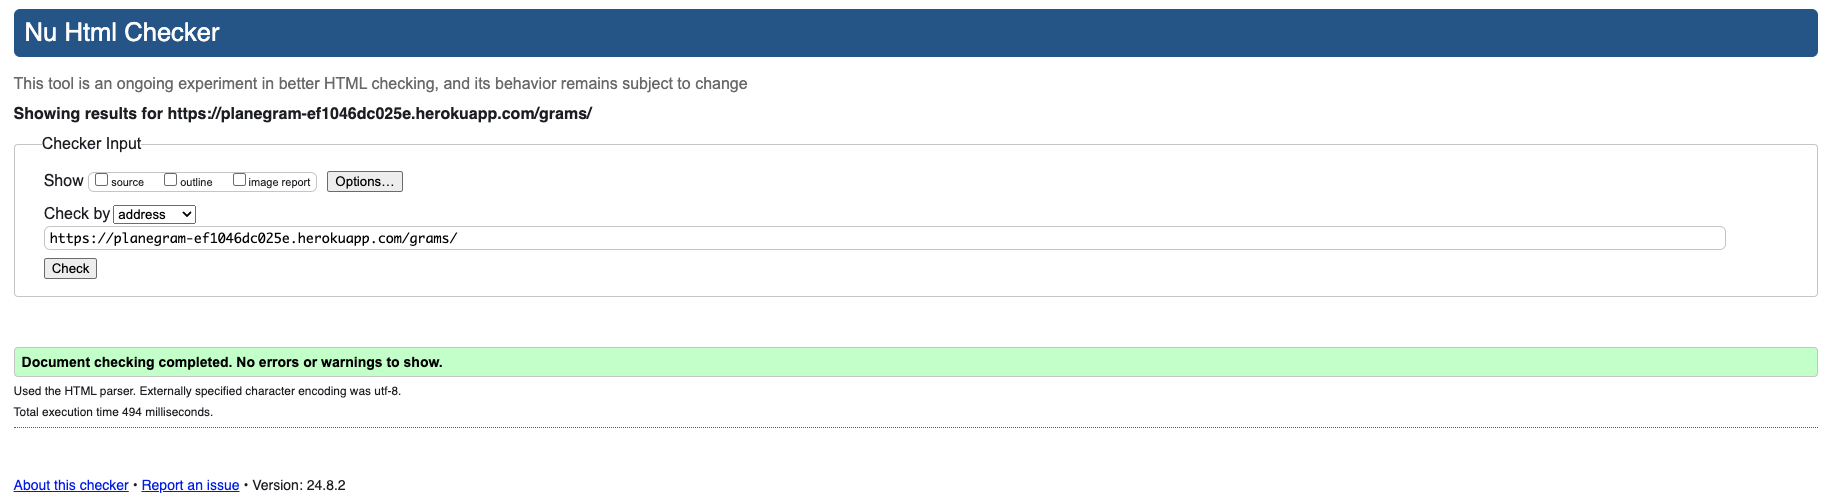 Nu Html Checker
This tool is an ongoing experiment in better HTML checking, and its behavior remains subject to change
Showing results for https://planegram-ef1046dc025e.herokuapp.com/grams/
Checker Input
Show source outline image report Options...
Check by address
https://planegram-ef1046dc025e.herokuapp.com/grams/
Check
Document checking completed. No errors or warnings to show.
Used the HTML parser. Externally specified character encoding was utf-8.
Total execution time 494 milliseconds.
About this checker • Report an issue • Version: 24.8.2